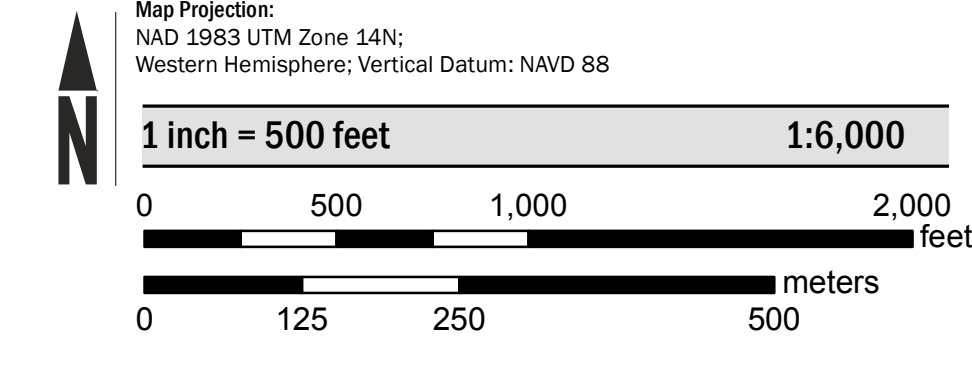 Map Projection:
NAD 1983 UTM Zone 14N;
Western Hemisphere; Vertical Datum: NAVD 88
N
1 inch = 500 feet 1:6,000
0 500 1,000 2,000
feet
meters
0 125 250 500